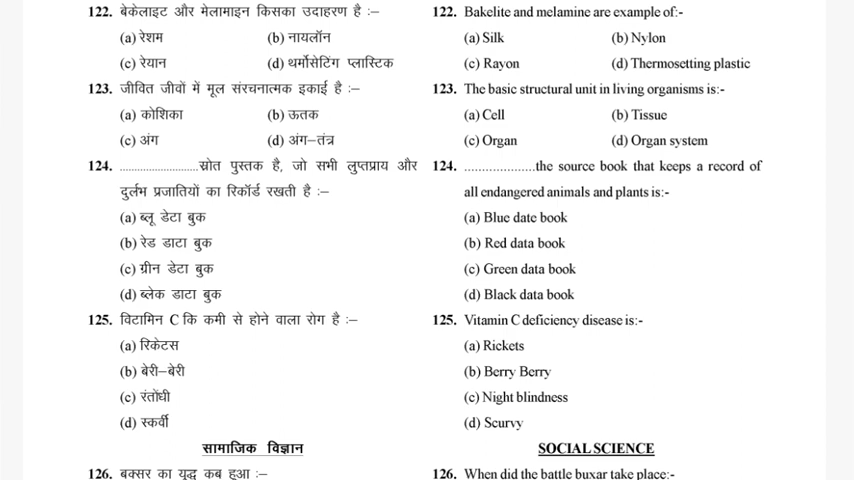 122. बेकेलाइट और मेलामाइन किसका उदाहरण है :–
(a) रेशम (b) नायलॉन
(c) रेयान (d) थर्मोसेटिंग प्लास्टिक
123. जीवित जीवों में मूल संरचनात्मक इकाई है :–
(a) कोशिका (b) ऊतक
(c) अंग (d) अंग–तंत्र
124. ...........................स्रोत पुस्तक है, जो सभी लुप्तप्राय और
दुर्लभ प्रजातियों का रिकॉर्ड रखती है :–
(a) ब्लू डेटा बुक
(b) रेड डाटा बुक
(c) ग्रीन डेटा बुक
(d) ब्लेक डाटा बुक
125. विटामिन C कि कमी से होने वाला रोग है :–
(a) रिकेटस
(b) बेरी–बेरी
(c) रंतोंधी
(d) स्कर्वी
सामाजिक विज्ञान
126. बक्सर का युद्ध कब हुआ :–
122. Bakelite and melamine are example of:-
(a) Silk (b) Nylon
(c) Rayon (d) Thermosetting plastic
123. The basic structural unit in living organisms is:-
(a) Cell (b) Tissue
(c) Organ (d) Organ system
124. ....................the source book that keeps a record of
all endangered animals and plants is:-
(a) Blue date book
(b) Red data book
(c) Green data book
(d) Black data book
125. Vitamin C deficiency disease is:-
(a) Rickets
(b) Berry Berry
(c) Night blindness
(d) Scurvy
SOCIAL SCIENCE
126. When did the battle buxar take place:-